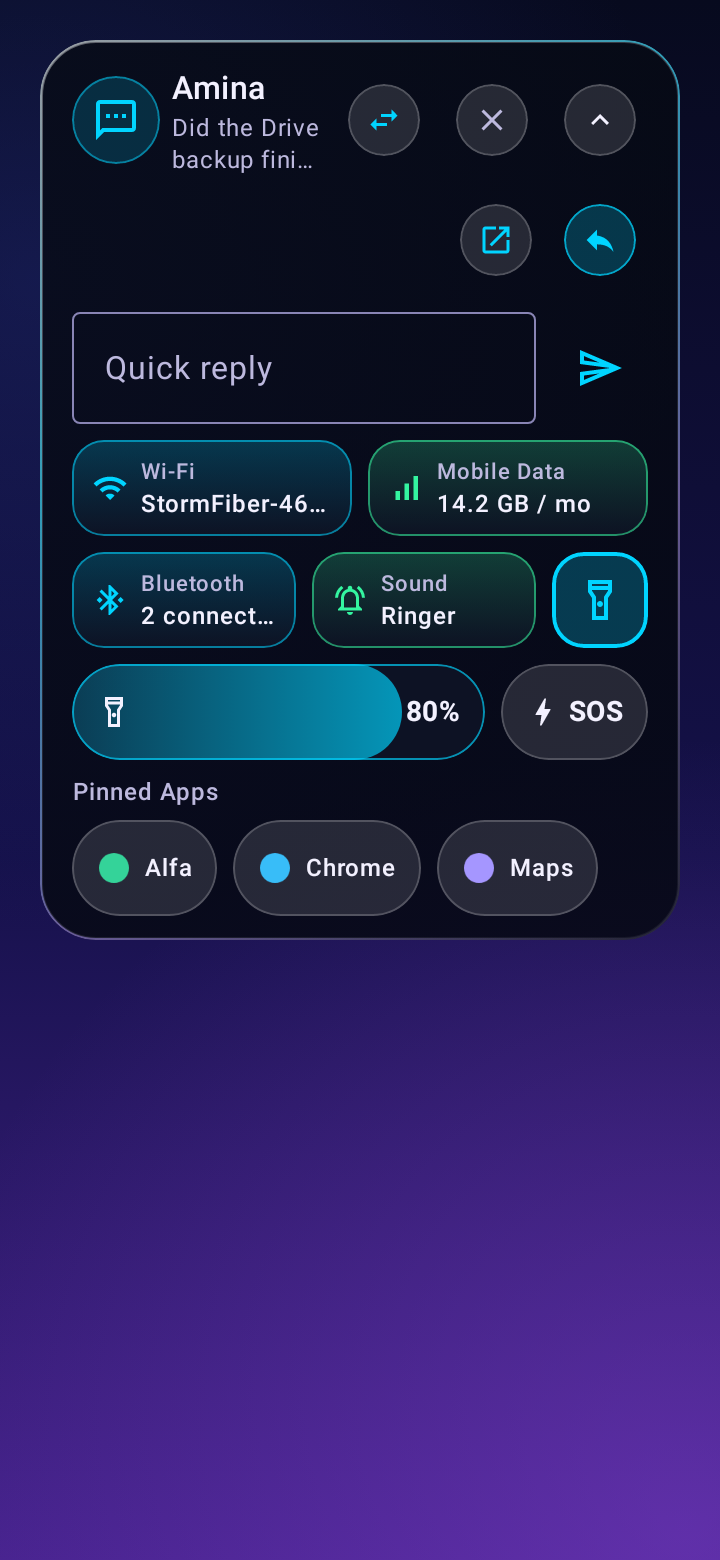 Amina
Did the Drive
backup fini…
Quick reply
Wi-Fi
StormFiber-46…
Mobile Data
14.2 GB / mo
Bluetooth
2 connect…
Sound
Ringer
80%
SOS
Pinned Apps
Alfa
Chrome
Maps